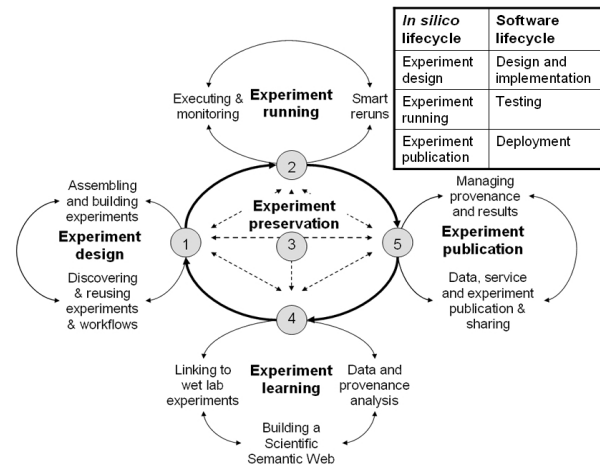 In silico lifecycle
Software lifecycle
Experiment design
Design and implementation
Experiment running
Testing
Experiment publication
Deployment
Executing & monitoring
Experiment running
Smart reruns
2
Assembling and building experiments
Experiment design
Discovering & reusing experiments & workflows
1
Experiment preservation
3
5
Managing provenance and results
Experiment publication
Data, service and experiment publication & sharing
4
Linking to wet lab experiments
Experiment learning
Data and provenance analysis
Building a Scientific Semantic Web